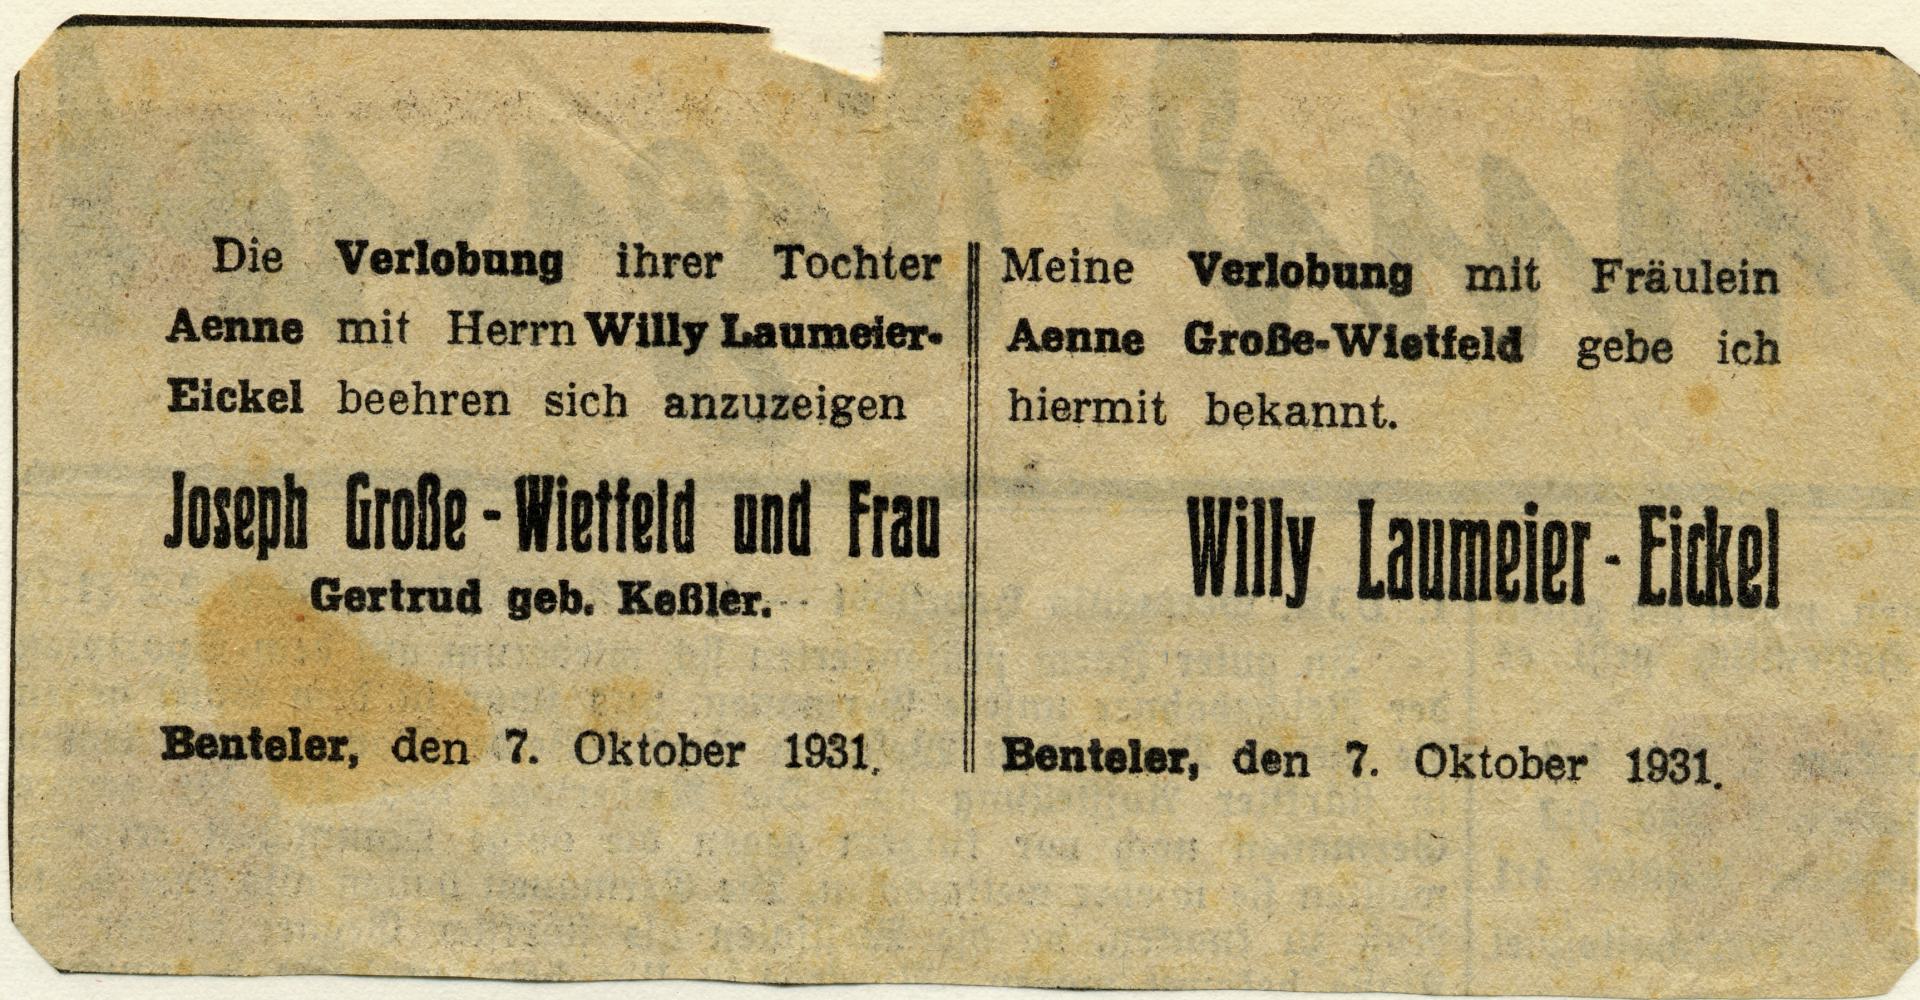 Die Verlobung ihrer Tochter
Aenne mit Herrn Willy Laumeier-
Eickel beehren sich anzuzeigen
Joseph Große-Wietfeld und Frau
Gertrud geb. Keßler.
Benteler, den 7. Oktober 1931.
Meine Verlobung mit Fräulein
Aenne Große-Wietfeld gebe ich
hiermit bekannt.
Willy Laumeier-Eickel
Benteler, den 7. Oktober 1931.